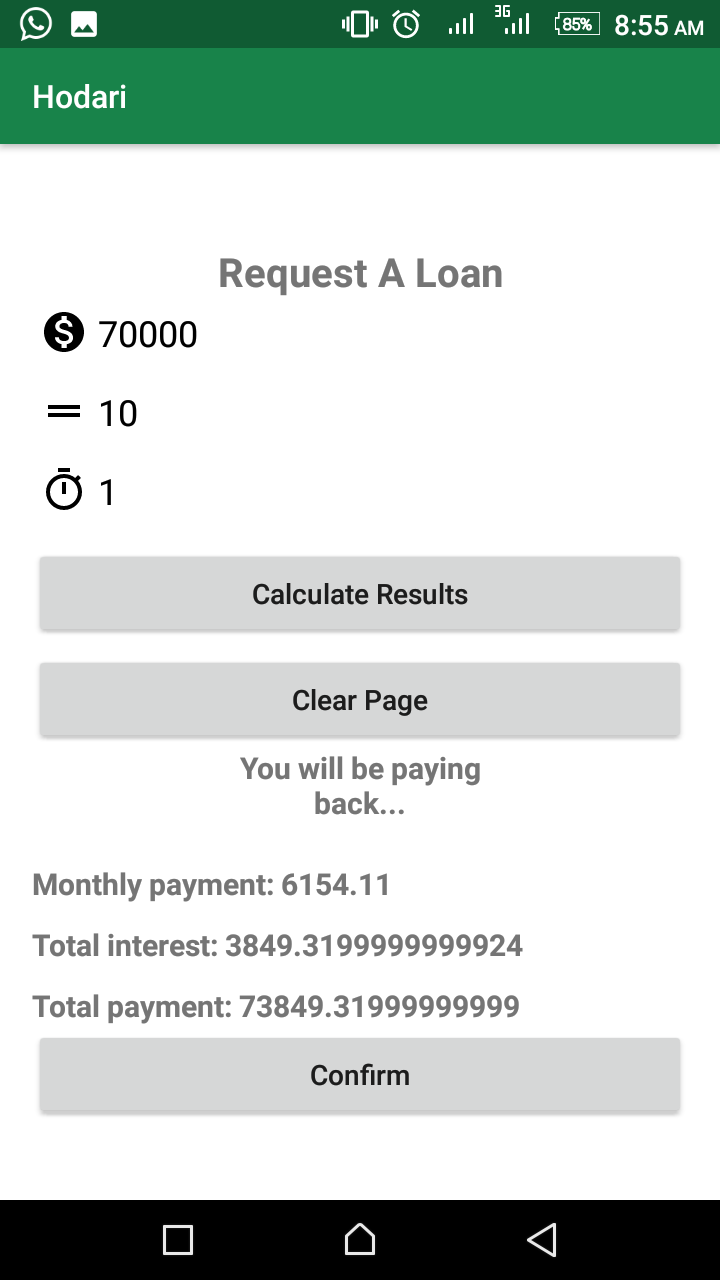 3G 85% 8:55 AM
Hodari
Request A Loan
70000
10
1
Calculate Results
Clear Page
You will be paying
back...
Monthly payment: 6154.11
Total interest: 3849.3199999999924
Total payment: 73849.31999999999
Confirm